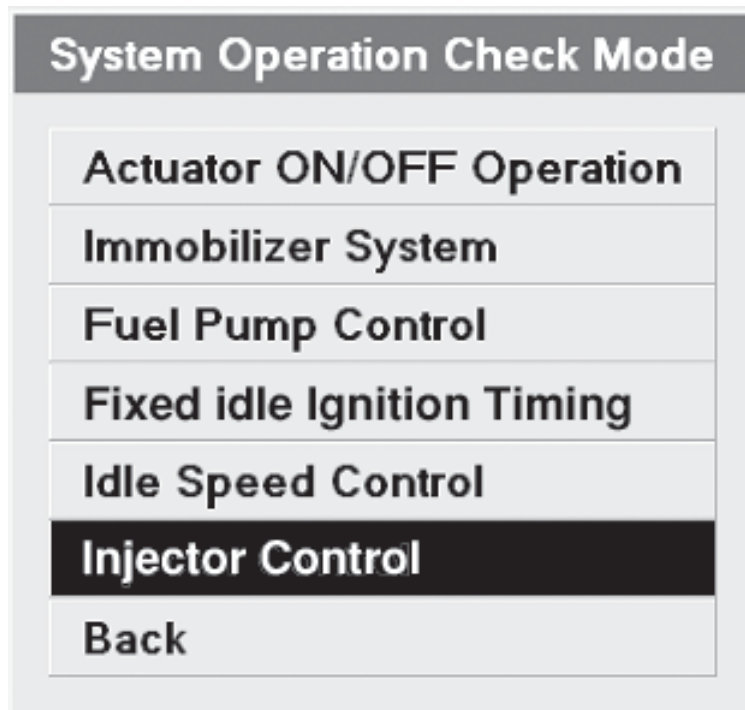 System Operation Check Mode
Actuator ON/OFF Operation
Immobilizer System
Fuel Pump Control
Fixed idle Ignition Timing
Idle Speed Control
Injector Control
Back